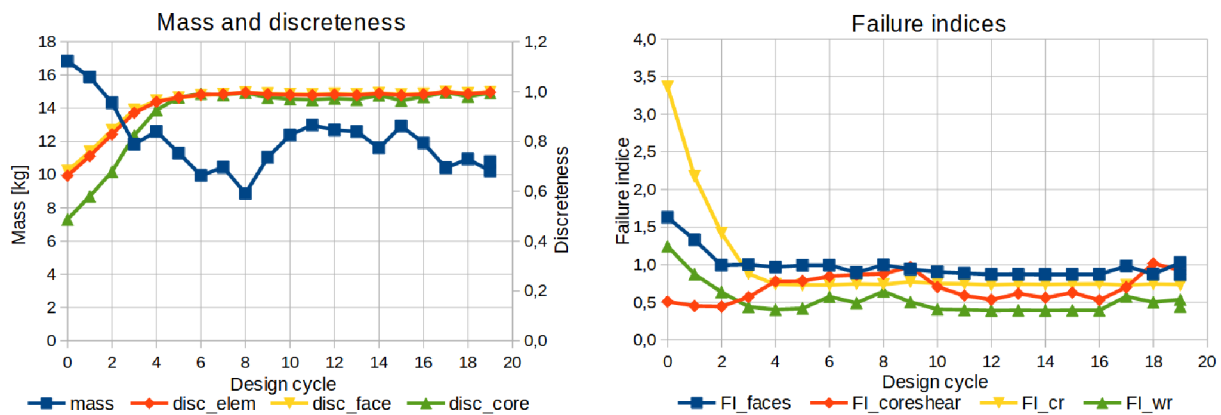 Mass and discreteness
18
16
14
12
10
8
6
4
2
0
Mass [kg]
1,2
1,0
0,8
0,6
0,4
0,2
0,0
Discreteness
0 2 4 6 8 10 12 14 16 18 20
Design cycle
mass disc_elem disc_face disc_core
Failure indices
4,0
3,5
3,0
2,5
2,0
1,5
1,0
0,5
0,0
Failure indice
0 2 4 6 8 10 12 14 16 18 20
Design cycle
FI_faces FI_coreshear FI_cr FI_wr